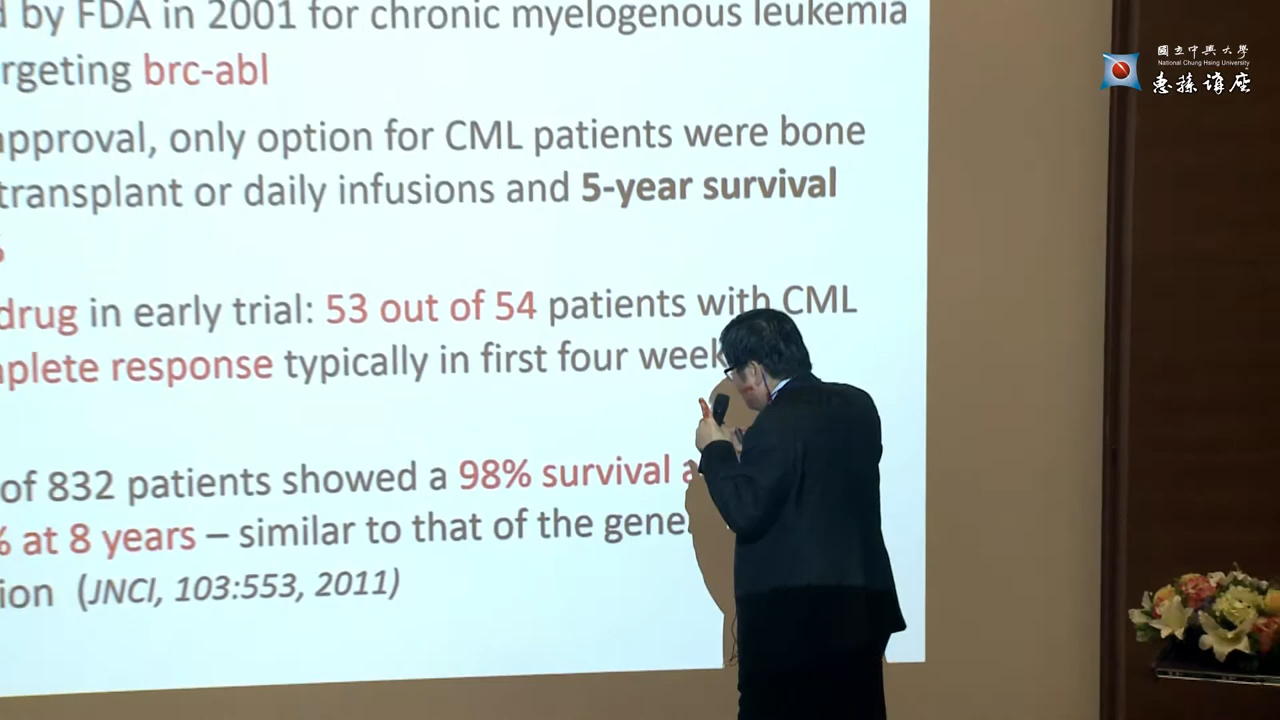 by FDA in 2001 for chronic myelogenous leukemia
rgeting brc-abl
approval, only option for CML patients were bone
transplant or daily infusions and 5-year survival
drug in early trial: 53 out of 54 patients with CML
plete response typically in first four week
of 832 patients showed a 98% survival
% at 8 years – similar to that of the gene
ion (JNCI, 103:553, 2011)
國立中興大學
National Chung Hsing University
惠蓀講座